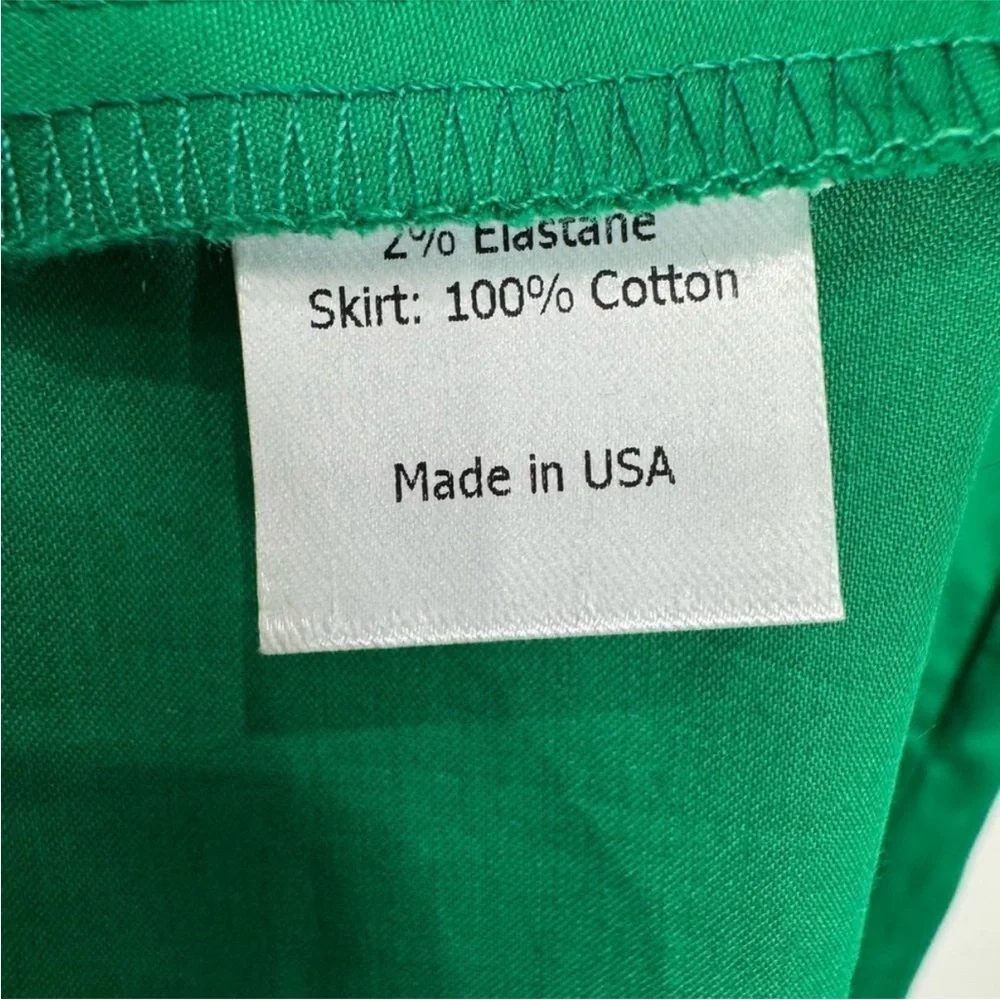 2% Elastane
Skirt: 100% Cotton
Made in USA